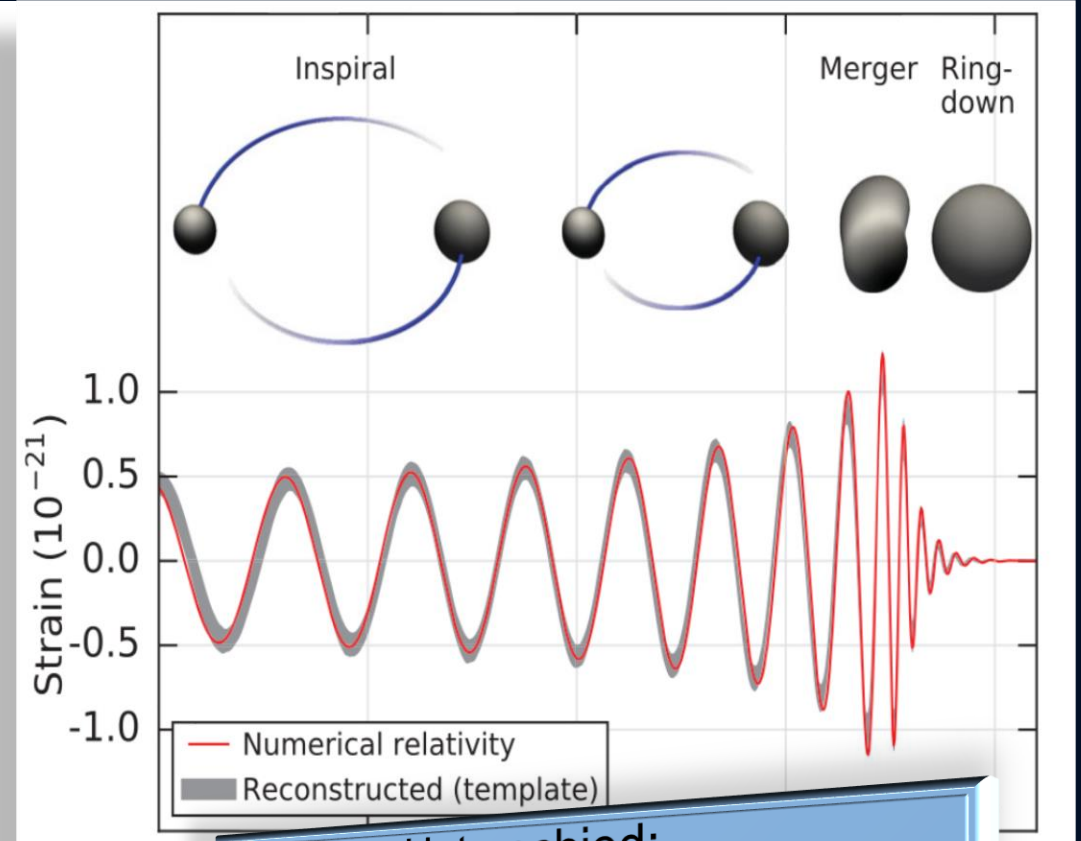 Inspiral
Merger
Ring-
down
1.0
0.5
0.0
-0.5
-1.0
Strain (10⁻²¹)
Numerical relativity
Reconstructed (template)